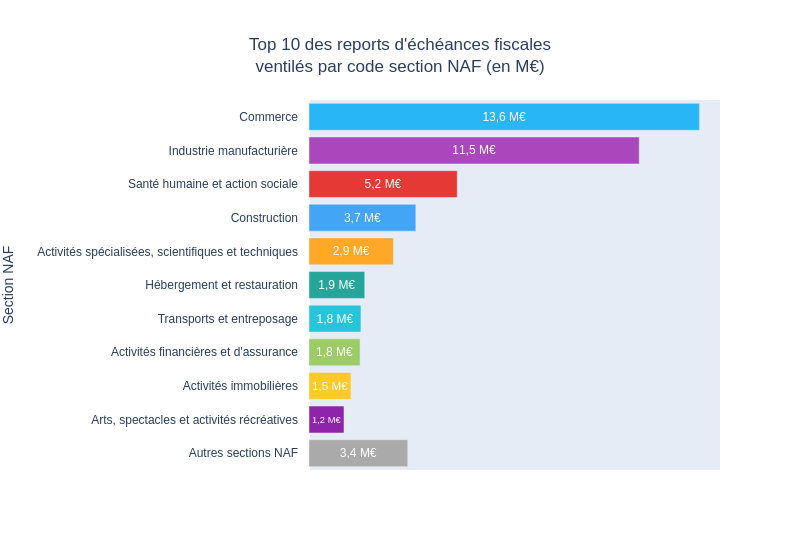 Top 10 des reports d'échéances fiscales
ventilés par code section NAF (en M€)
Section NAF
Commerce 13,6 M€
Industrie manufacturière 11,5 M€
Santé humaine et action sociale 5,2 M€
Construction 3,7 M€
Activités spécialisées, scientifiques et techniques 2,9 M€
Hébergement et restauration 1,9 M€
Transports et entreposage 1,8 M€
Activités financières et d'assurance 1,8 M€
Activités immobilières 1,5 M€
Arts, spectacles et activités récréatives 1,2 M€
Autres sections NAF 3,4 M€